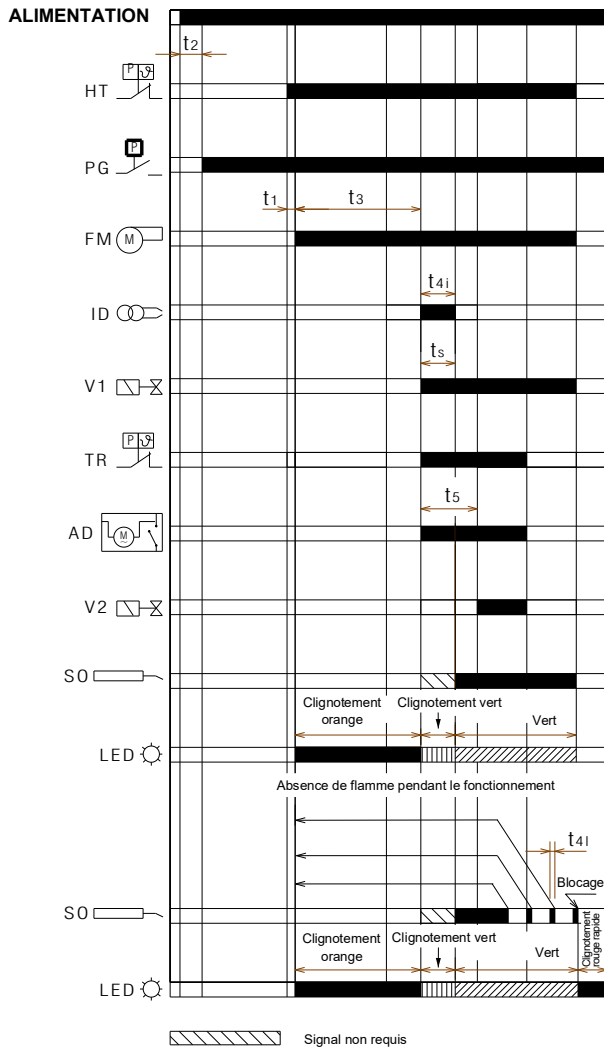 ALIMENTATION
t2
P ϑ
HT
P
PG
t1 t3
FM M
t4i
ID
ts
V1
P ϑ
TR
t5
AD M ~
V2
SO
Clignotement orange Clignotement vert Vert
LED
Absence de flamme pendant le fonctionnement
t4l
Blocage
SO
Clignotement orange Clignotement vert Vert Clignotement rouge rapide
LED
Signal non requis